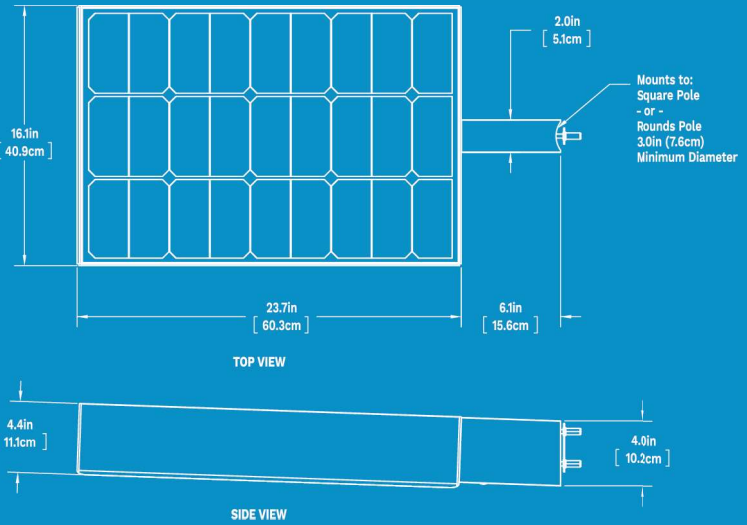 2.0in
[ 5.1cm ]
Mounts to:
Square Pole
- or -
Rounds Pole
3.0in (7.6cm)
Minimum Diameter
16.1in
[ 40.9cm ]
23.7in
[ 60.3cm ]
6.1in
[ 15.6cm ]
TOP VIEW
4.4in
11.1cm ]
4.0in
[ 10.2cm ]
SIDE VIEW